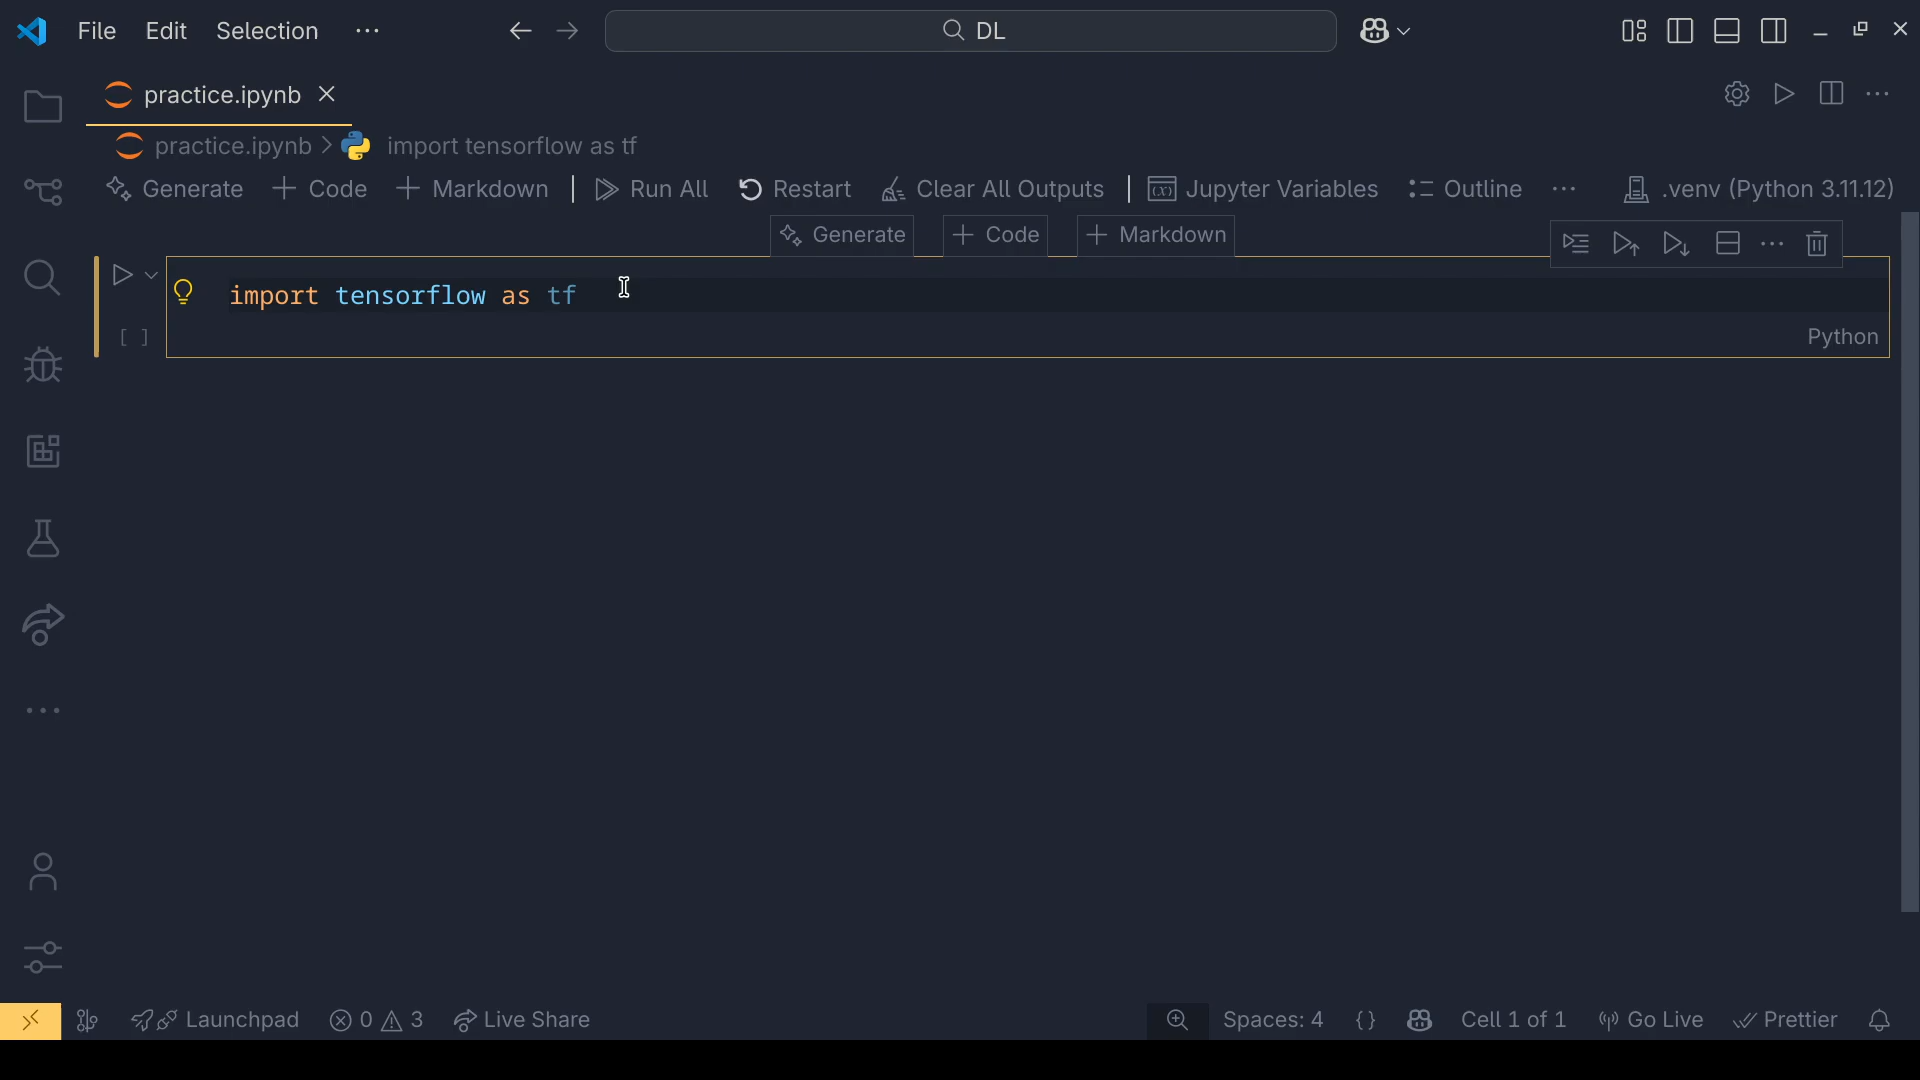 File Edit Selection ··· DL
practice.ipynb
practice.ipynb > import tensorflow as tf
Generate + Code + Markdown | Run All Restart Clear All Outputs | Jupyter Variables Outline ··· .venv (Python 3.11.12)
Generate + Code + Markdown
import tensorflow as tf
[ ] Python
Launchpad 0 3 Live Share Spaces: 4 {} Cell 1 of 1 Go Live Prettier